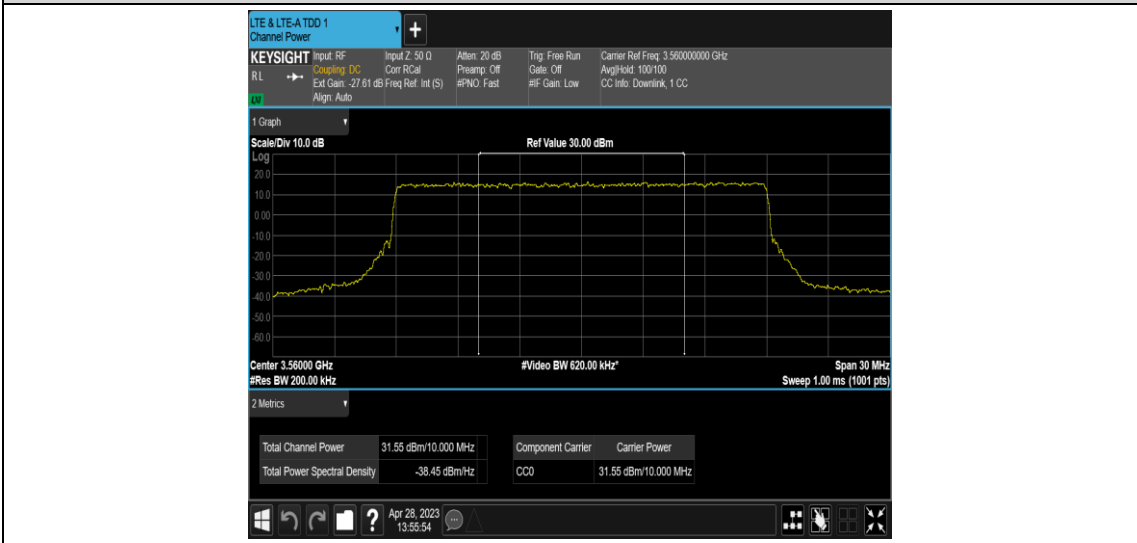 LTE & LTE-A TDD 1
Channel Power
KEYSIGHT Input: RF Input Z: 50 Ω Atten: 20 dB Trig: Free Run Carrier Ref Freq: 3.560000000 GHz
R L Coupling: DC Corr RCal Preamp: Off Gate: Off Avg|Hold: 100/100
Ext Gain: -27.61 dB Freq Ref: Int (S) #PNO: Fast #IF Gain: Low CC Info: Downlink, 1 CC
LXI Align: Auto
1 Graph
Scale/Div 10.0 dB Ref Value 30.00 dBm
Log
20.0
10.0
0.00
-10.0
-20.0
-30.0
-40.0
-50.0
-60.0
Center 3.56000 GHz #Video BW 620.00 kHz* Span 30 MHz
#Res BW 200.00 kHz Sweep 1.00 ms (1001 pts)
2 Metrics
Total Channel Power 31.55 dBm/10.000 MHz Component Carrier Carrier Power
Total Power Spectral Density -38.45 dBm/Hz CC0 31.55 dBm/10.000 MHz
? Apr 28, 2023
13:55:54